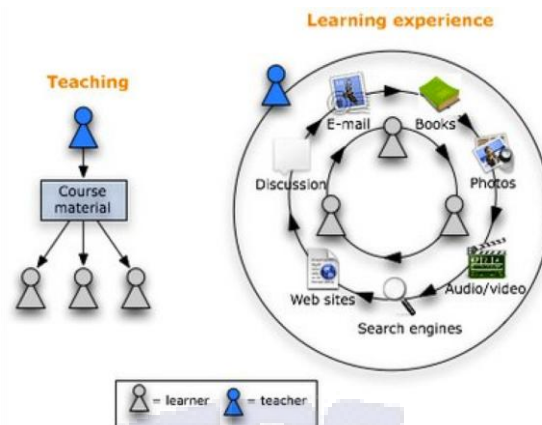 Learning experience
Teaching
E-mail
Books
Course
material
Discussion
Photos
Web sites
Audio/video
Search engines
= learner
= teacher